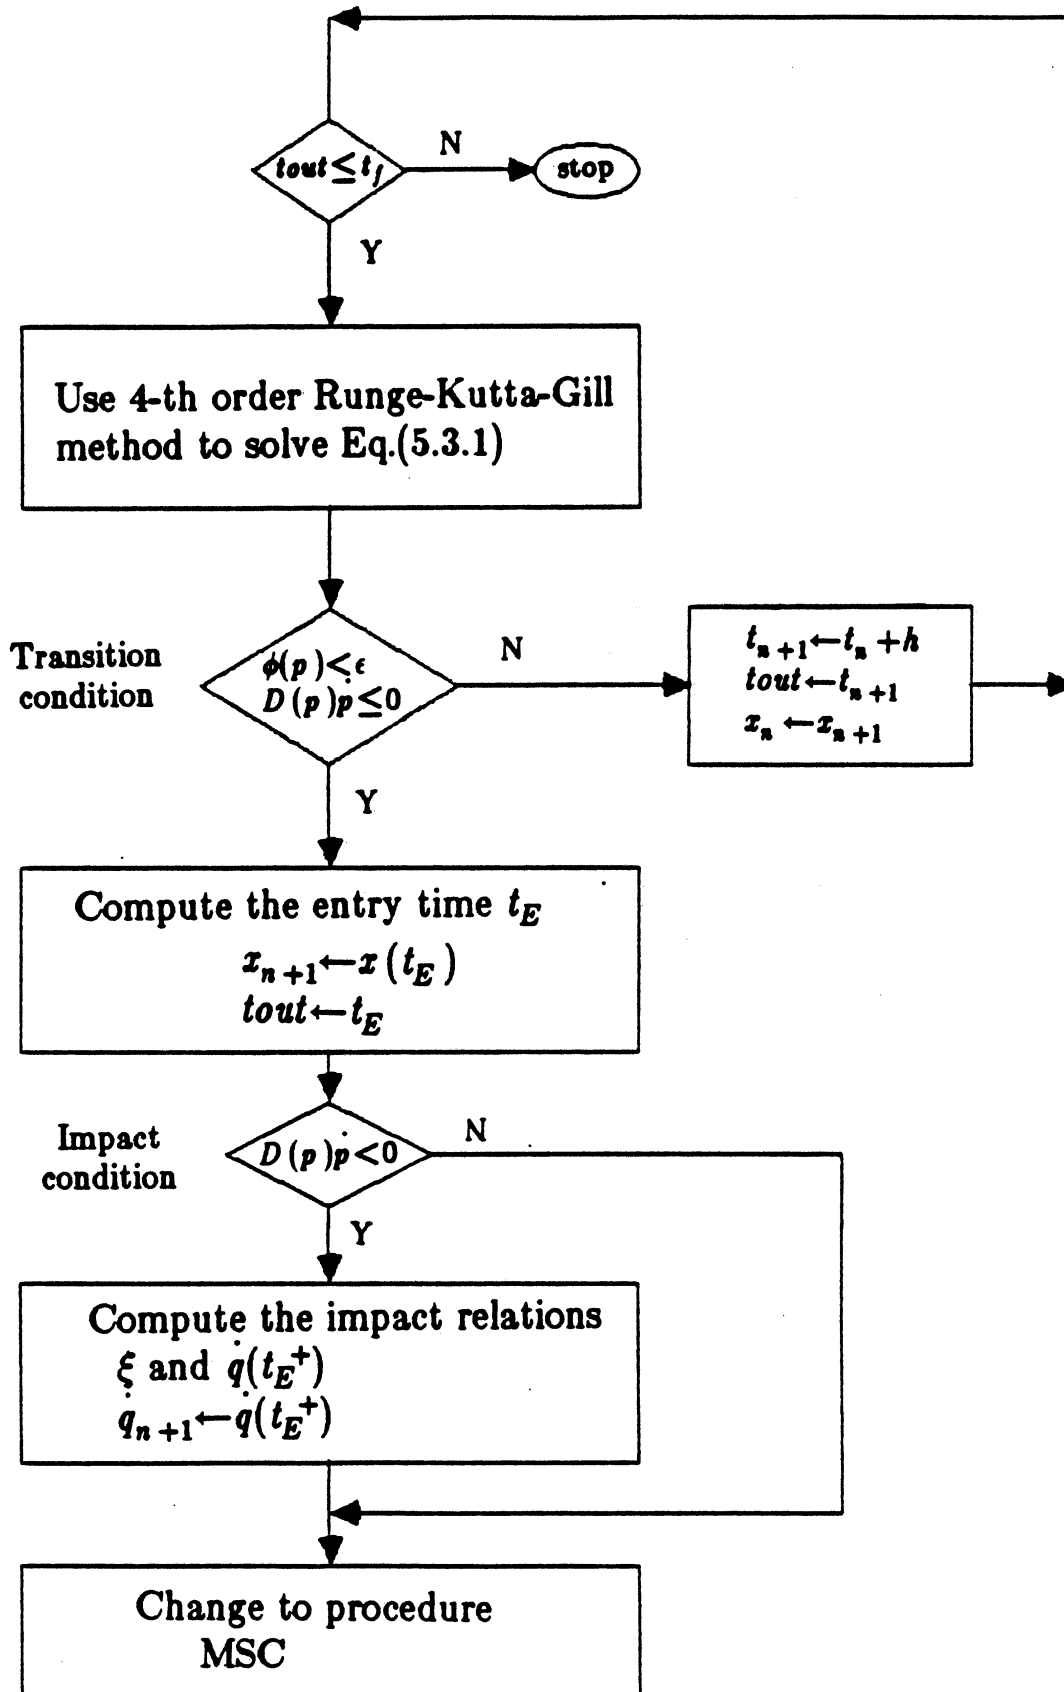 tout ≤ t_f
N
stop
Y
Use 4-th order Runge-Kutta-Gill
method to solve Eq.(5.3.1)
Transition
condition
ϕ(p) < ϵ
D(p)ṗ ≤ 0
N
t_{n+1} ← t_n + h
tout ← t_{n+1}
x_n ← x_{n+1}
Y
Compute the entry time t_E
x_{n+1} ← x(t_E)
tout ← t_E
Impact
condition
D(p)ṗ < 0
N
Y
Compute the impact relations
ξ and q̇(t_E⁺)
q̇_{n+1} ← q̇(t_E⁺)
Change to procedure
MSC